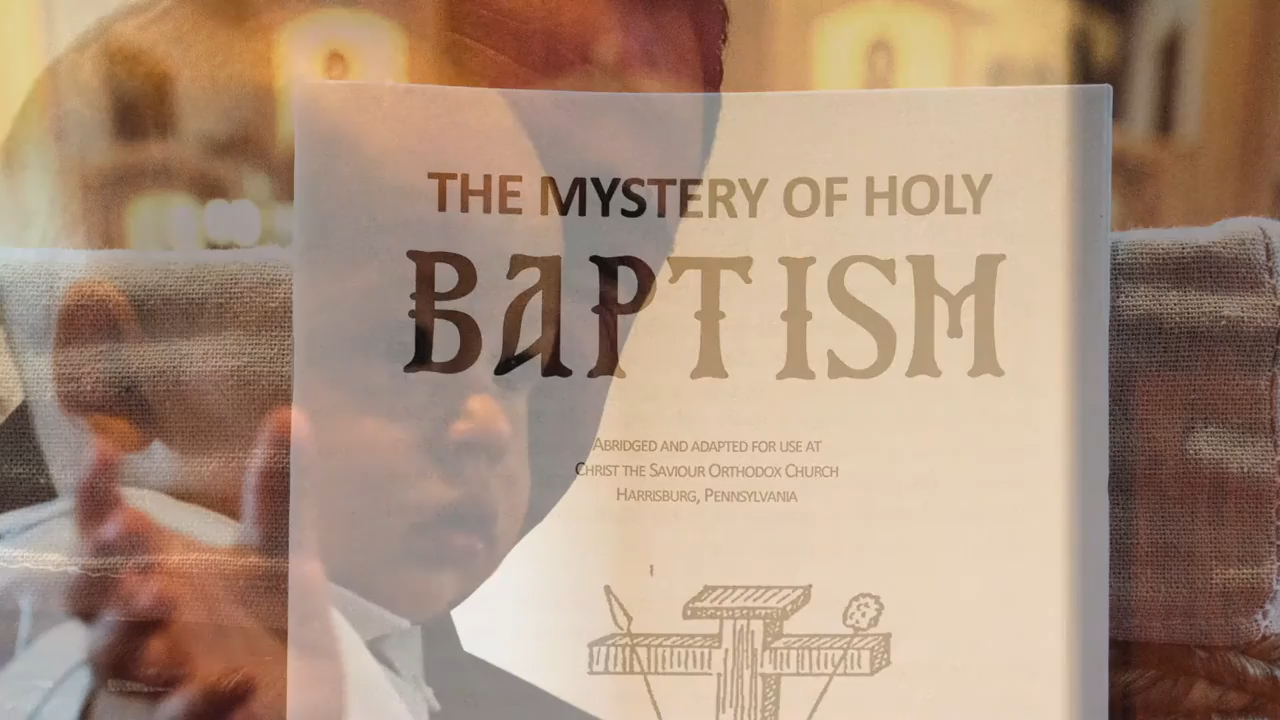 THE MYSTERY OF HOLY
BAPTISM
ABRIDGED AND ADAPTED FOR USE AT
CHRIST THE SAVIOUR ORTHODOX CHURCH
HARRISBURG, PENNSYLVANIA